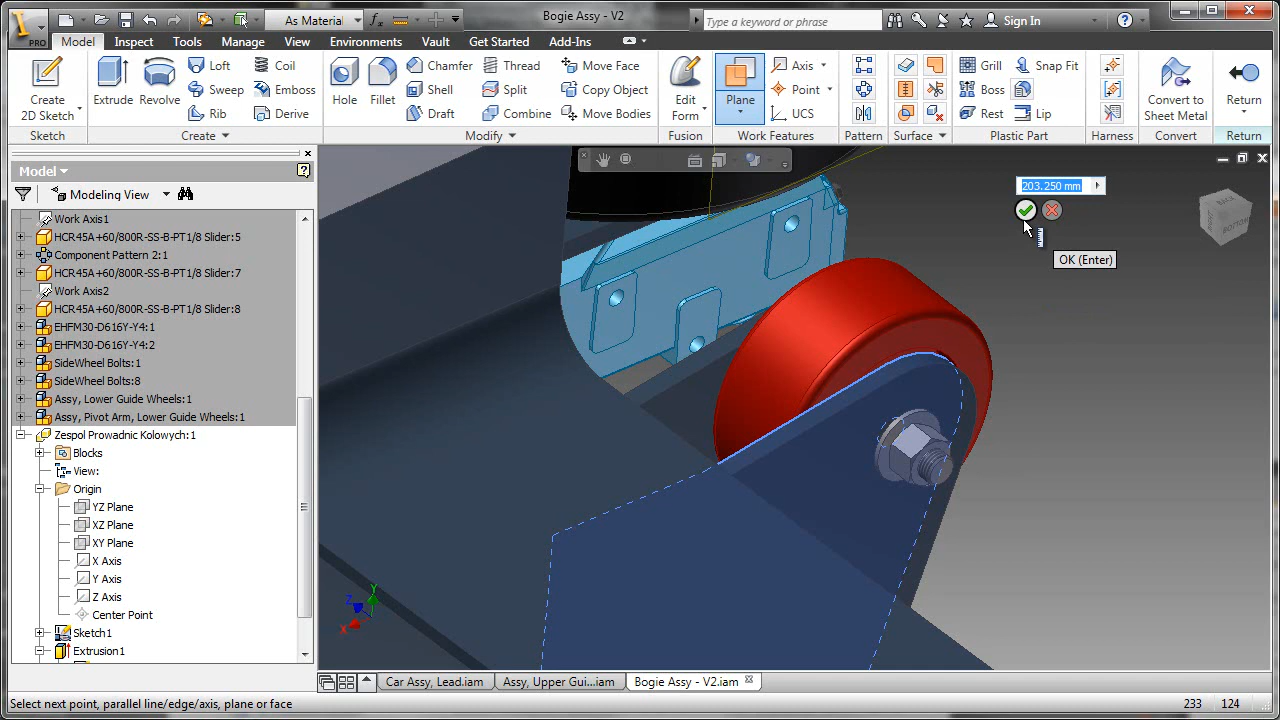 As Material
Bogie Assy - V2
Type a keyword or phrase
Sign In
PRO
Model Inspect Tools Manage View Environments Vault Get Started Add-Ins
Create 2D Sketch
Extrude
Revolve
Loft
Sweep
Rib
Coil
Emboss
Derive
Hole
Fillet
Chamfer
Shell
Draft
Thread
Split
Combine
Move Face
Copy Object
Move Bodies
Edit Form
Plane
Axis
Point
UCS
Grill
Boss
Rest
Snap Fit
Lip
Convert to Sheet Metal
Return
Sketch Create Modify Fusion Work Features Pattern Surface Plastic Part Harness Convert Return
Model
Modeling View
Work Axis1
HCR45A+60/800R-SS-B-PT1/8 Slider:5
Component Pattern 2:1
HCR45A+60/800R-SS-B-PT1/8 Slider:7
Work Axis2
HCR45A+60/800R-SS-B-PT1/8 Slider:8
EHFM30-D616Y-Y4:1
EHFM30-D616Y-Y4:2
SideWheel Bolts:1
SideWheel Bolts:8
Assy, Lower Guide Wheels:1
Assy, Pivot Arm, Lower Guide Wheels:1
Zespol Prowadnic Kolowych:1
Blocks
View:
Origin
YZ Plane
XZ Plane
XY Plane
X Axis
Y Axis
Z Axis
Center Point
Sketch1
Extrusion1
203.250 mm
OK (Enter)
BACK
BOTTOM
Y
Z
X
Car Assy, Lead.iam
Assy, Upper Gui...iam
Bogie Assy - V2.iam
Select next point, parallel line/edge/axis, plane or face
233 124